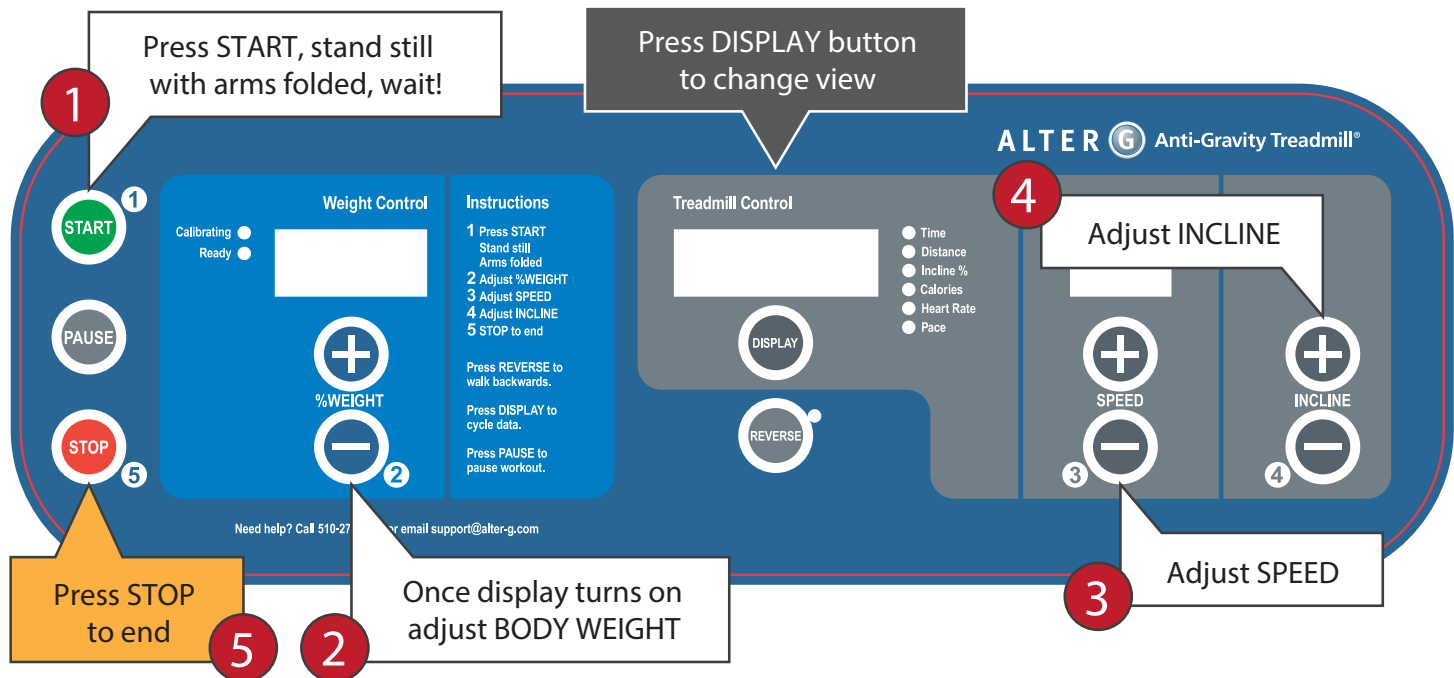 Press START, stand still
with arms folded, wait!
1
Press DISPLAY button
to change view
ALTER G Anti-Gravity Treadmill®
4
Adjust INCLINE
START
1
PAUSE
STOP
5
Weight Control
Calibrating
Ready
+
%WEIGHT
−
2
Instructions
1 Press START
Stand still
Arms folded
2 Adjust %WEIGHT
3 Adjust SPEED
4 Adjust INCLINE
5 STOP to end
Press REVERSE to
walk backwards.
Press DISPLAY to
cycle data.
Press PAUSE to
pause workout.
Treadmill Control
Time
Distance
Incline %
Calories
Heart Rate
Pace
DISPLAY
REVERSE
+
SPEED
−
3
+
INCLINE
−
4
Need help? Call 510-27 or email support@alter-g.com
Press STOP
to end
5
2
Once display turns on
adjust BODY WEIGHT
3
Adjust SPEED